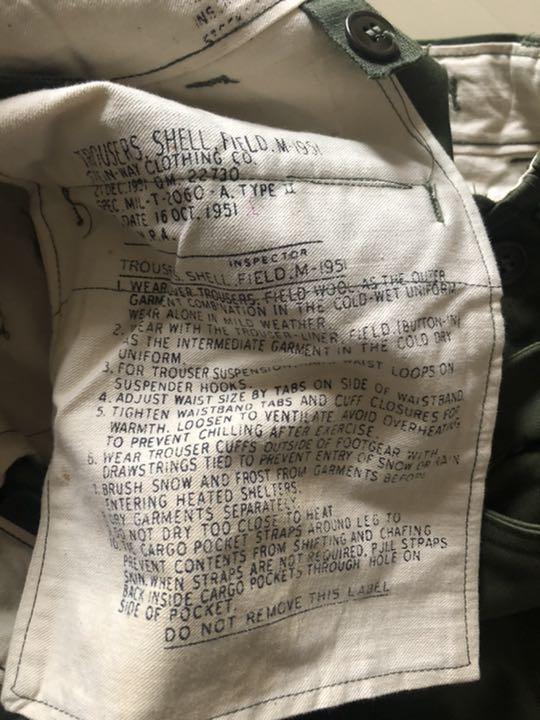 TROUSERS, SHELL, FIELD, M-1951
CLOTHING CO.
21 DEC. 1951 O.M. 22730
SPEC MIL-T-2060-A, TYPE II
DATE 16 OCT. 1951
INSPECTOR
TROUSERS, SHELL, FIELD, M-1951
1. WEAR OVER TROUSERS, FIELD WOOL, AS THE OUTER
GARMENT COMBINATION IN THE COLD-WET UNIFORM.
WEAR ALONE IN MILD WEATHER.
2. WEAR WITH THE TROUSER-LINER, FIELD, (BUTTON-IN)
AS THE INTERMEDIATE GARMENT IN THE COLD DRY
UNIFORM.
3. FOR TROUSER SUSPENSION, WAIST LOOPS ON
SUSPENDER HOOKS.
4. ADJUST WAIST SIZE BY TABS ON SIDE OF WAISTBAND.
5. TIGHTEN WAISTBAND TABS AND CUFF CLOSURES FOR
WARMTH. LOOSEN TO VENTILATE. AVOID OVERHEATING
TO PREVENT CHILLING AFTER EXERCISE
6. WEAR TROUSER CUFFS OUTSIDE OF FOOTGEAR WITH
DRAWSTRINGS TIED TO PREVENT ENTRY OF SNOW OR RAIN
BRUSH SNOW AND FROST FROM GARMENTS BEFORE
ENTERING HEATED SHELTERS.
DRY GARMENTS SEPARATELY.
DO NOT DRY TOO CLOSE TO HEAT.
TIE CARGO POCKET STRAPS AROUND LEG TO
PREVENT CONTENTS FROM SHIFTING AND CHAFING
SKIN. WHEN STRAPS ARE NOT REQUIRED, PULL STRAPS
BACK INSIDE CARGO POCKETS THROUGH HOLE ON
SIDE OF POCKET.
DO NOT REMOVE THIS LABEL